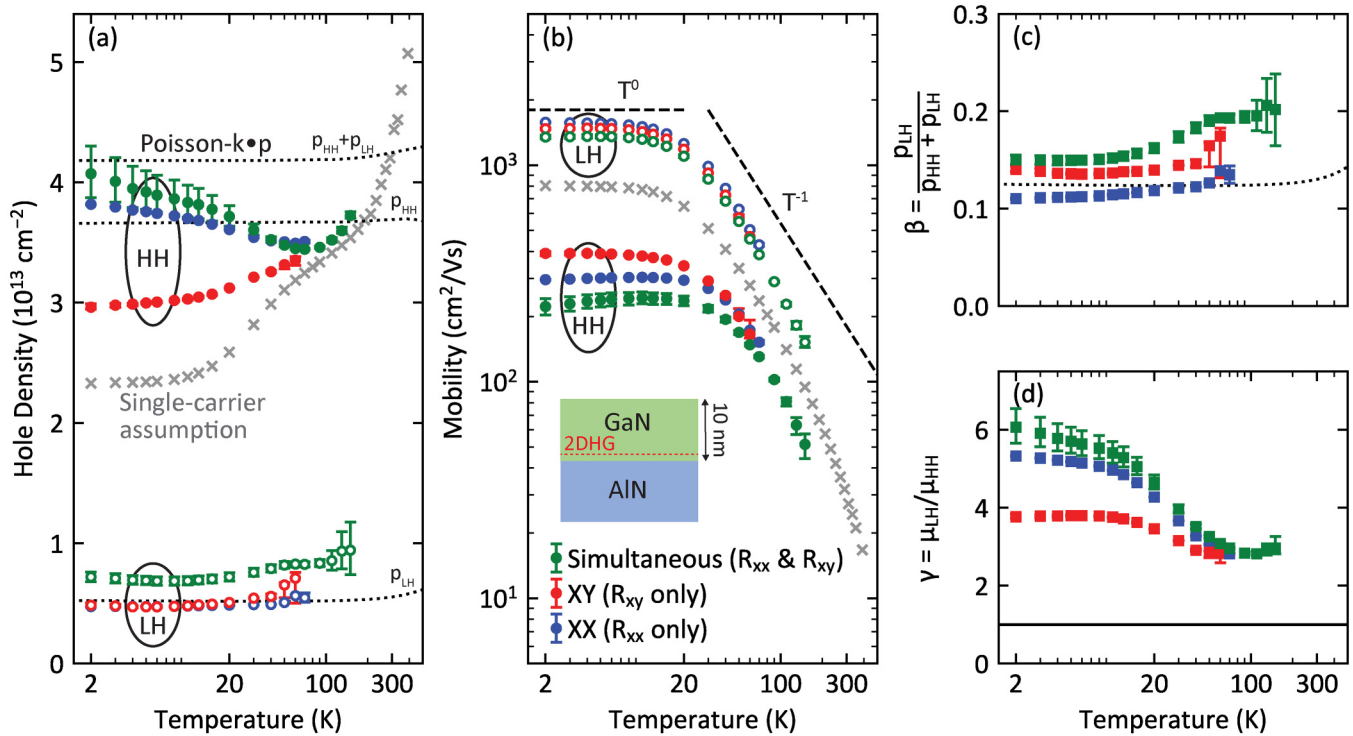 (a)
5
4
3
2
1
0
Hole Density (10¹³ cm⁻²)
Poisson-k•p
p_HH + p_LH
p_HH
HH
Single-carrier
assumption
p_LH
LH
2 20 100 300
Temperature (K)
(b)
10³
10²
10¹
Mobility (cm²/Vs)
T⁰
T⁻¹
LH
HH
GaN
2DHG
AlN
10 nm
Simultaneous (R_xx & R_xy)
XY (R_xy only)
XX (R_xx only)
2 20 100 300
Temperature (K)
(c)
0.3
0.2
0.1
0.0
β = p_LH / p_HH + p_LH
(d)
6
4
2
0
γ = μ_LH/μ_HH
2 20 100 300
Temperature (K)